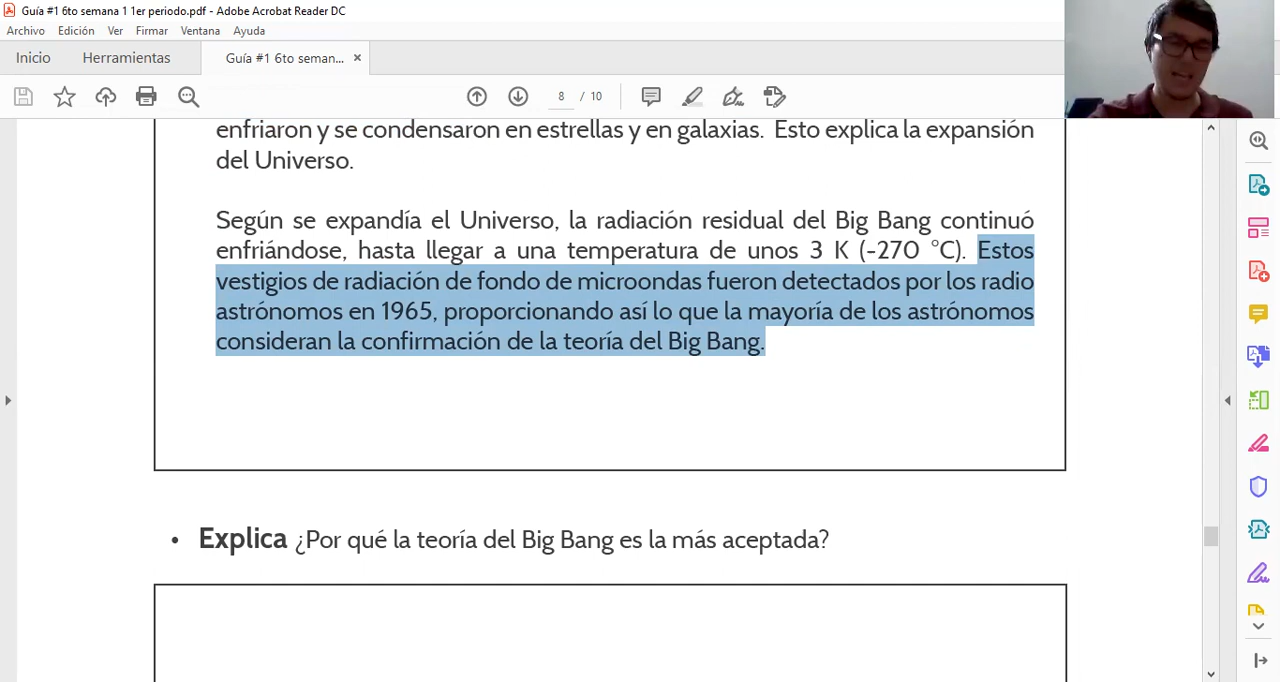 Guía #1 6to semana 1 1er periodo.pdf - Adobe Acrobat Reader DC
Archivo Edición Ver Firmar Ventana Ayuda
Inicio Herramientas Guía #1 6to seman... ×
8 / 10
enfriaron y se condensaron en estrellas y en galaxias. Esto explica la expansión
del Universo.
Según se expandía el Universo, la radiación residual del Big Bang continuó
enfriándose, hasta llegar a una temperatura de unos 3 K (-270 °C). Estos
vestigios de radiación de fondo de microondas fueron detectados por los radio
astrónomos en 1965, proporcionando así lo que la mayoría de los astrónomos
consideran la confirmación de la teoría del Big Bang.
• Explica ¿Por qué la teoría del Big Bang es la más aceptada?